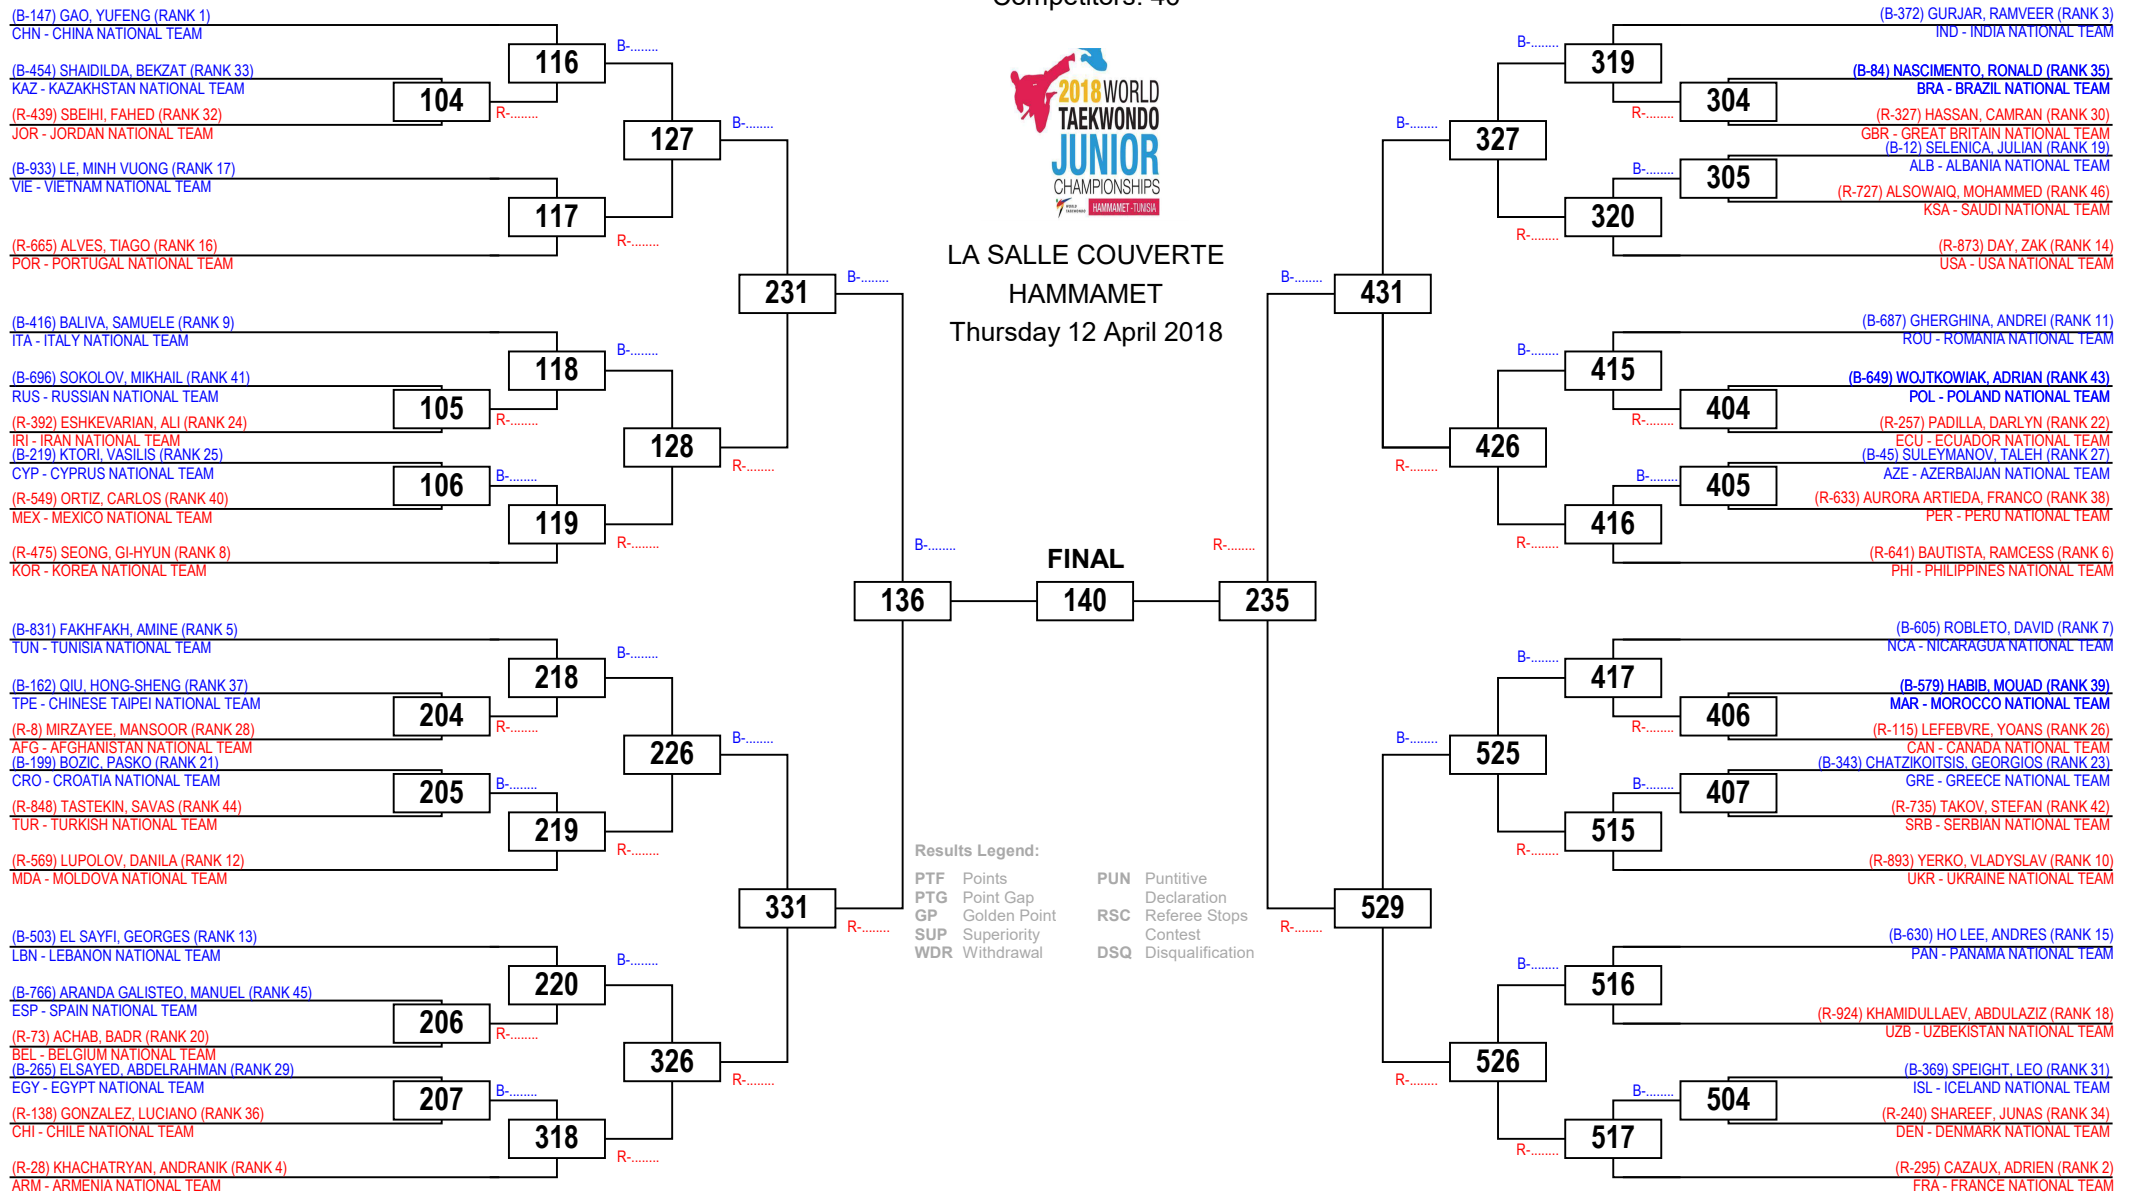 Competitors: 46
(B-147) GAO, YUFENG (RANK 1)
CHN - CHINA NATIONAL TEAM
116
B-........
(B-454) SHAIDILDA, BEKZAT (RANK 33)
KAZ - KAZAKHSTAN NATIONAL TEAM
104
R-........
(R-439) SBEIHI, FAHED (RANK 32)
JOR - JORDAN NATIONAL TEAM
127
B-........
(B-933) LE, MINH VUONG (RANK 17)
VIE - VIETNAM NATIONAL TEAM
117
R-........
(R-665) ALVES, TIAGO (RANK 16)
POR - PORTUGAL NATIONAL TEAM
231
B-........
(B-416) BALIVA, SAMUELE (RANK 9)
ITA - ITALY NATIONAL TEAM
118
B-........
(B-696) SOKOLOV, MIKHAIL (RANK 41)
RUS - RUSSIAN NATIONAL TEAM
105
R-........
(R-392) ESHKEVARIAN, ALI (RANK 24)
IRI - IRAN NATIONAL TEAM
128
R-........
(B-219) KTORI, VASILIS (RANK 25)
CYP - CYPRUS NATIONAL TEAM
106
B-........
(R-549) ORTIZ, CARLOS (RANK 40)
MEX - MEXICO NATIONAL TEAM
119
R-........
(R-475) SEONG, GI-HYUN (RANK 8)
KOR - KOREA NATIONAL TEAM
136
B-........
(B-831) FAKHFAKH, AMINE (RANK 5)
TUN - TUNISIA NATIONAL TEAM
218
B-........
(B-162) QIU, HONG-SHENG (RANK 37)
TPE - CHINESE TAIPEI NATIONAL TEAM
204
R-........
(R-8) MIRZAYEE, MANSOOR (RANK 28)
AFG - AFGHANISTAN NATIONAL TEAM
226
B-........
(B-199) BOZIC, PASKO (RANK 21)
CRO - CROATIA NATIONAL TEAM
205
B-........
(R-848) TASTEKIN, SAVAS (RANK 44)
TUR - TURKISH NATIONAL TEAM
219
R-........
(R-569) LUPOLOV, DANILA (RANK 12)
MDA - MOLDOVA NATIONAL TEAM
331
R-........
(B-503) EL SAYFI, GEORGES (RANK 13)
LBN - LEBANON NATIONAL TEAM
220
B-........
(B-766) ARANDA GALISTEO, MANUEL (RANK 45)
ESP - SPAIN NATIONAL TEAM
206
R-........
(R-73) ACHAB, BADR (RANK 20)
BEL - BELGIUM NATIONAL TEAM
326
R-........
(B-265) ELSAYED, ABDELRAHMAN (RANK 29)
EGY - EGYPT NATIONAL TEAM
207
B-........
(R-138) GONZALEZ, LUCIANO (RANK 36)
CHI - CHILE NATIONAL TEAM
318
R-........
(R-28) KHACHATRYAN, ANDRANIK (RANK 4)
ARM - ARMENIA NATIONAL TEAM
2018 WORLD
TAEKWONDO
JUNIOR
CHAMPIONSHIPS
WORLD
TAEKWONDO
HAMMAMET -TUNISIA
LA SALLE COUVERTE
HAMMAMET
Thursday 12 April 2018
FINAL
140
Results Legend:
PTF Points
PTG Point Gap
GP Golden Point
SUP Superiority
WDR Withdrawal
PUN Puntitive
Declaration
RSC Referee Stops
Contest
DSQ Disqualification
(B-372) GURJAR, RAMVEER (RANK 3)
IND - INDIA NATIONAL TEAM
B-........
319
(B-84) NASCIMENTO, RONALD (RANK 35)
BRA - BRAZIL NATIONAL TEAM
R-........
304
(R-327) HASSAN, CAMRAN (RANK 30)
GBR - GREAT BRITAIN NATIONAL TEAM
B-........
327
(B-12) SELENICA, JULIAN (RANK 19)
ALB - ALBANIA NATIONAL TEAM
B-........
305
(R-727) ALSOWAIQ, MOHAMMED (RANK 46)
KSA - SAUDI NATIONAL TEAM
R-........
320
(R-873) DAY, ZAK (RANK 14)
USA - USA NATIONAL TEAM
B-........
431
(B-687) GHERGHINA, ANDREI (RANK 11)
ROU - ROMANIA NATIONAL TEAM
B-........
415
(B-649) WOJTKOWIAK, ADRIAN (RANK 43)
POL - POLAND NATIONAL TEAM
R-........
404
(R-257) PADILLA, DARLYN (RANK 22)
ECU - ECUADOR NATIONAL TEAM
R-........
426
(B-45) SULEYMANOV, TALEH (RANK 27)
AZE - AZERBAIJAN NATIONAL TEAM
B-........
405
(R-633) AURORA ARTIEDA, FRANCO (RANK 38)
PER - PERU NATIONAL TEAM
R-........
416
(R-641) BAUTISTA, RAMCESS (RANK 6)
PHI - PHILIPPINES NATIONAL TEAM
R-........
235
(B-605) ROBLETO, DAVID (RANK 7)
NCA - NICARAGUA NATIONAL TEAM
B-........
417
(B-579) HABIB, MOUAD (RANK 39)
MAR - MOROCCO NATIONAL TEAM
R-........
406
(R-115) LEFEBVRE, YOANS (RANK 26)
CAN - CANADA NATIONAL TEAM
B-........
525
(B-343) CHATZIKOITSIS, GEORGIOS (RANK 23)
GRE - GREECE NATIONAL TEAM
B-........
407
(R-735) TAKOV, STEFAN (RANK 42)
SRB - SERBIAN NATIONAL TEAM
R-........
515
(R-893) YERKO, VLADYSLAV (RANK 10)
UKR - UKRAINE NATIONAL TEAM
R-........
529
(B-630) HO LEE, ANDRES (RANK 15)
PAN - PANAMA NATIONAL TEAM
B-........
516
(R-924) KHAMIDULLAEV, ABDULAZIZ (RANK 18)
UZB - UZBEKISTAN NATIONAL TEAM
R-........
526
(B-369) SPEIGHT, LEO (RANK 31)
ISL - ICELAND NATIONAL TEAM
B-........
504
(R-240) SHAREEF, JUNAS (RANK 34)
DEN - DENMARK NATIONAL TEAM
R-........
517
(R-295) CAZAUX, ADRIEN (RANK 2)
FRA - FRANCE NATIONAL TEAM